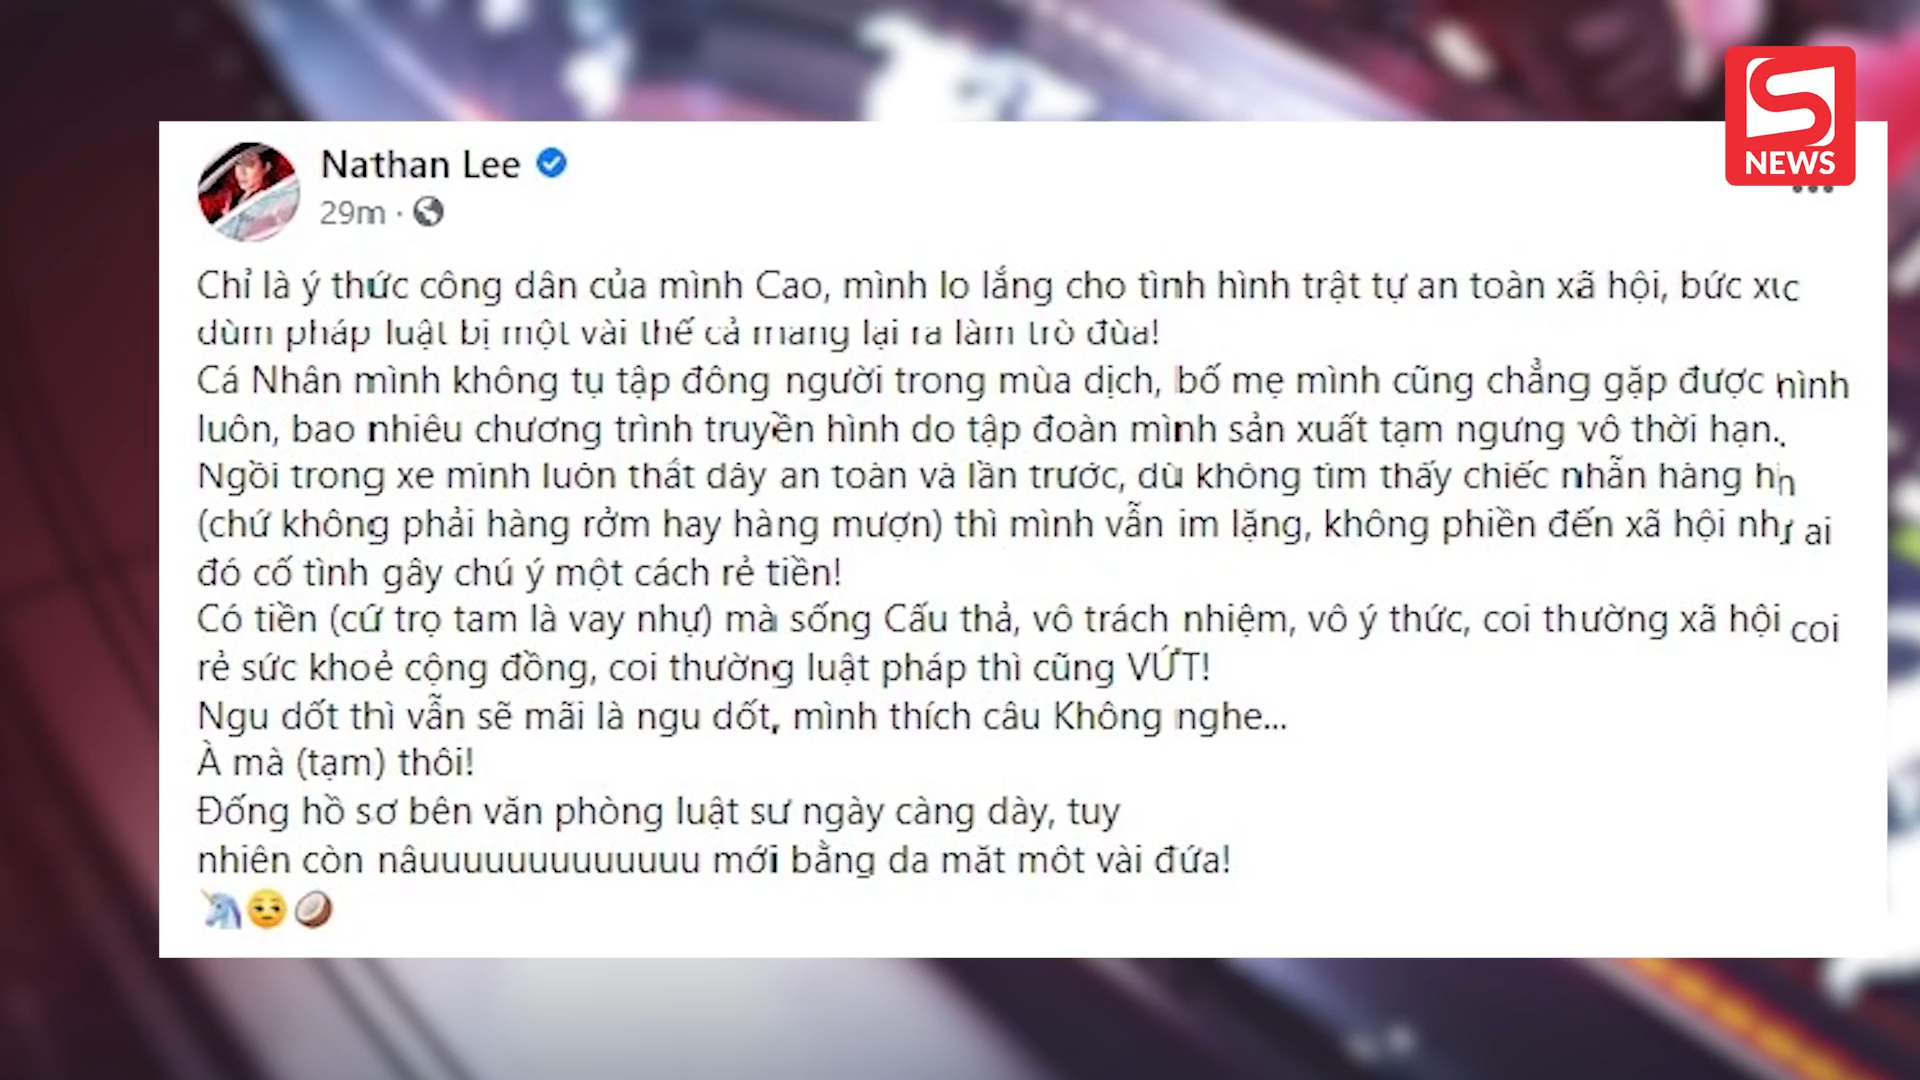 S
NEWS
Nathan Lee
29m ·
Chỉ là ý thức công dân của mình Cao, mình lo lắng cho tình hình trật tự an toàn xã hội, bức xúc
dùm pháp luật bị một vài thế cả mang lại ra làm trò đùa!
Cá Nhân mình không tụ tập đông người trong mùa dịch, bố mẹ mình cũng chẳng gặp được mình
luôn, bao nhiêu chương trình truyền hình do tập đoàn mình sản xuất tạm ngưng vô thời hạn..
Ngồi trong xe mình luôn thắt dây an toàn và lần trước, dù không tìm thấy chiếc nhẫn hàng
(chứ không phải hàng rởm hay hàng mượn) thì mình vẫn im lặng, không phiền đến xã hội như ai
đó cố tình gây chú ý một cách rẻ tiền!
Có tiền (cứ trọ tam là vay như) mà sống Cấu thả, vô trách nhiệm, vô ý thức, coi thường xã hội coi
rẻ sức khoẻ cộng đồng, coi thường luật pháp thì cũng VỨT!
Ngu dốt thì vẫn sẽ mãi là ngu dốt, mình thích câu Không nghe...
À mà (tạm) thôi!
Đống hồ sơ bên văn phòng luật sư ngày càng dày, tuy
nhiên còn nâuuuuuuuuuuuuu mới bằng da mặt một vài đứa!
🦄😒🥥